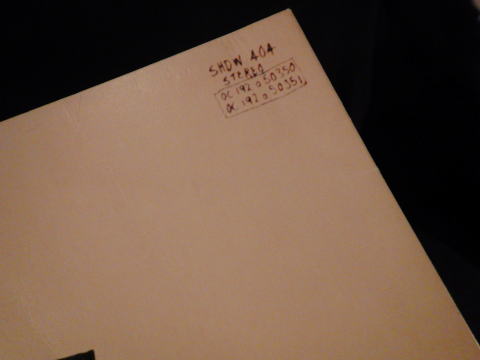 SHDW 404
STEREO
OC 192 o 50350
OC 192 o 50351